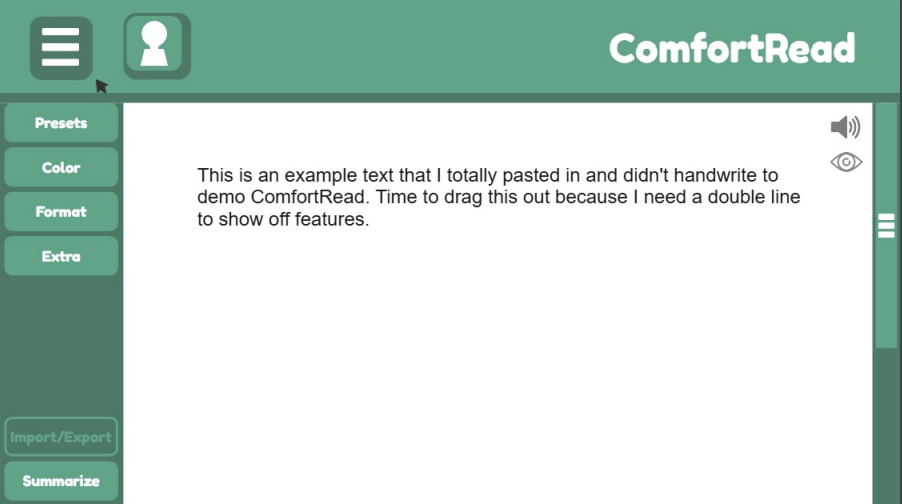 ComfortRead
Presets
Color
Format
Extra
This is an example text that I totally pasted in and didn't handwrite to
demo ComfortRead. Time to drag this out because I need a double line
to show off features.
Import/Export
Summarize